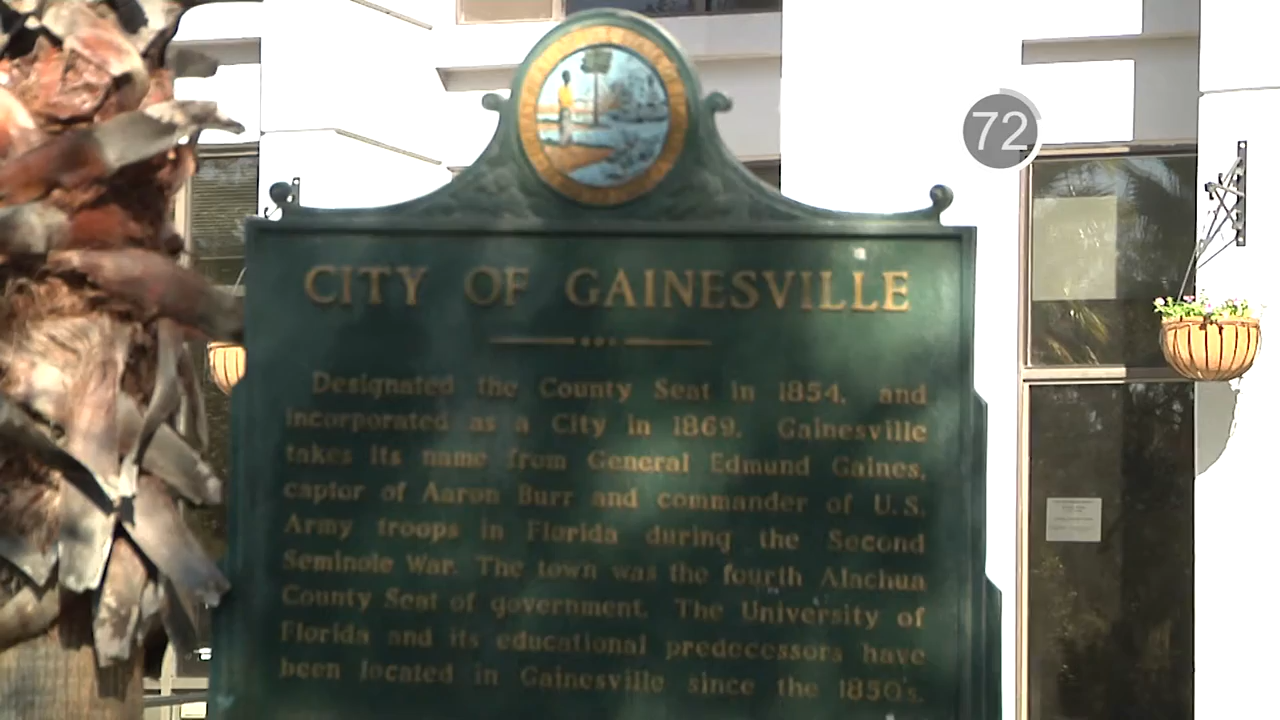 72
CITY OF GAINESVILLE
Designated the County Seat in 1854, and
incorporated as a City in 1869. Gainesville
takes its name from General Edmund Gaines,
captor of Aaron Burr and commander of U.S.
Army troops in Florida during the Second
Seminole War. The town was the fourth Alachua
County Seat of government. The University of
Florida and its educational predecessors have
been located in Gainesville since the 1850's.